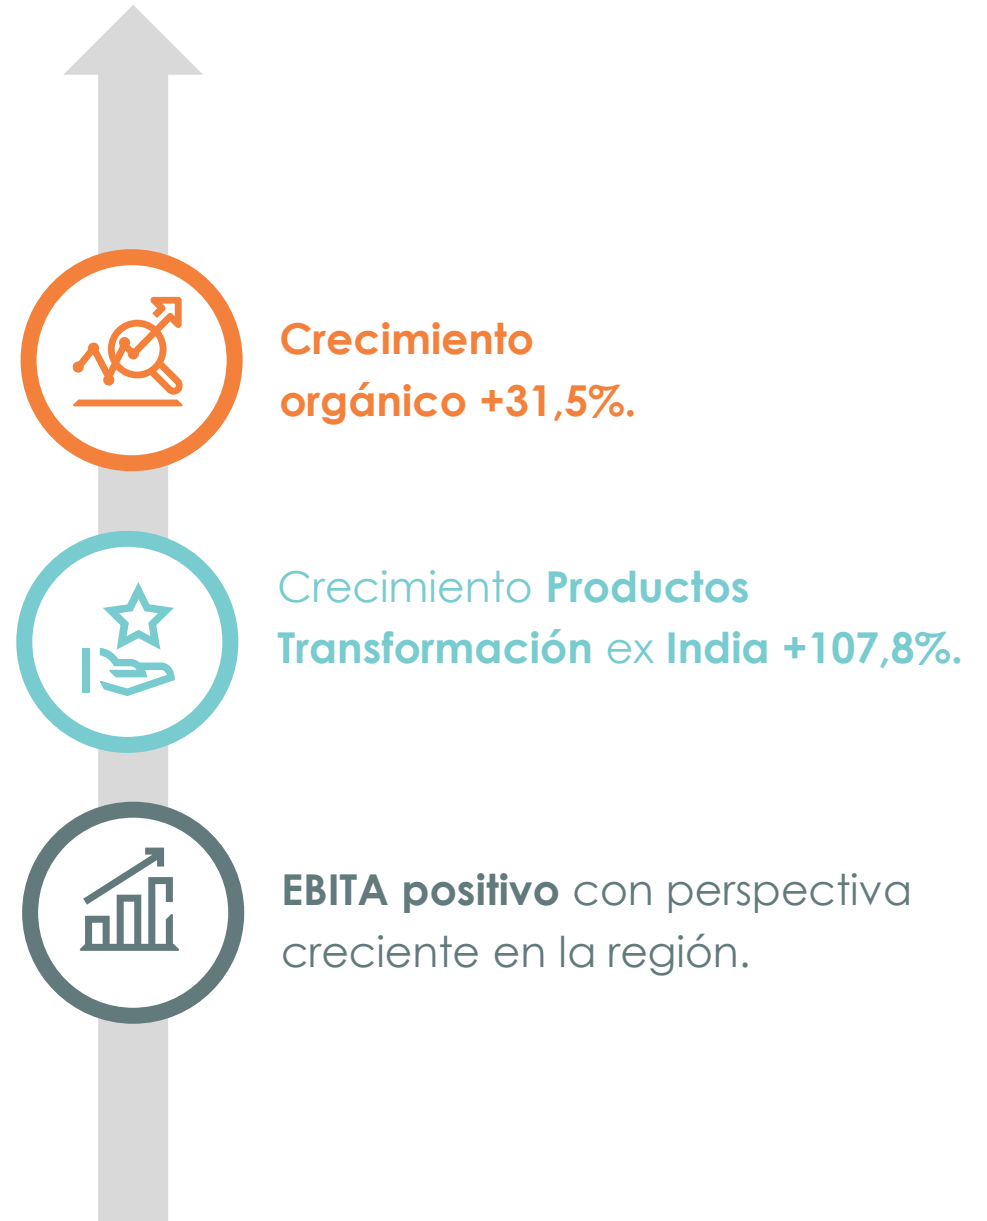 Crecimiento
orgánico +31,5%.
Crecimiento Productos
Transformación ex India +107,8%.
EBITA positivo con perspectiva
creciente en la región.